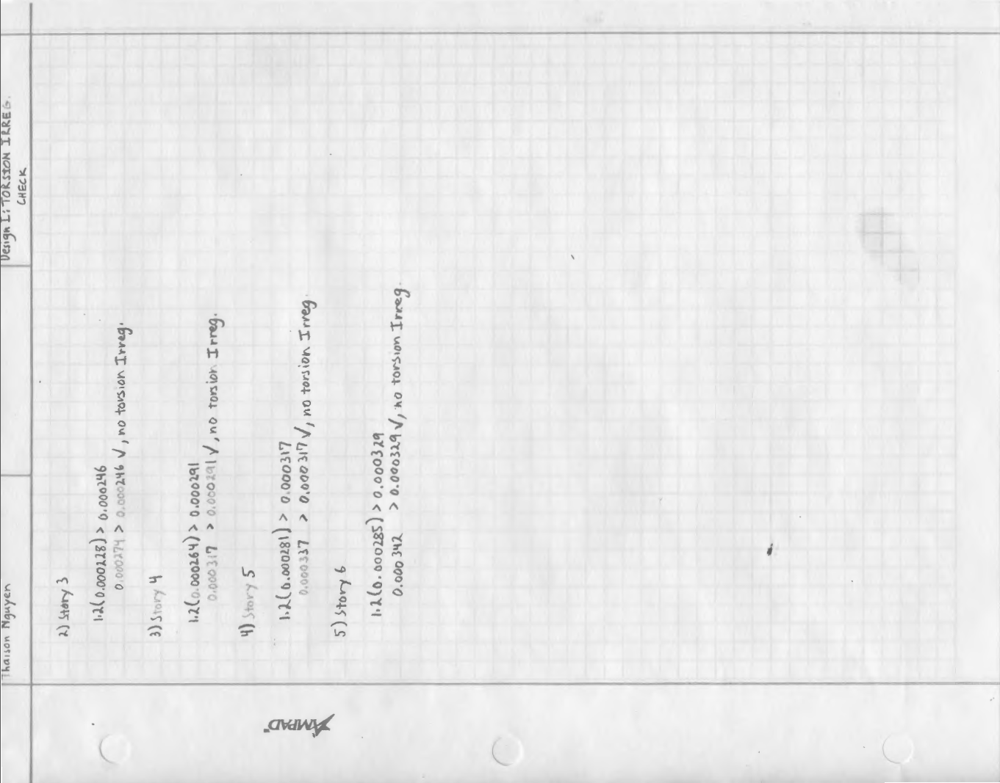 Thaison Nguyen
Design 1: TORSION IRREG.
CHECK
2) Story 3
1.2(0.000228) > 0.000246
0.000274 > 0.000246 ✓, no torsion Irreg.
3) Story 4
1.2(0.000264) > 0.000291
0.000317 > 0.000291 ✓, no torsion Irreg.
4) Story 5
1.2(0.000281) > 0.000317
0.000337 > 0.000317 ✓, no torsion Irreg.
5) Story 6
1.2(0.000285) > 0.000329
0.000342 > 0.000329 ✓, no torsion Irreg.
AMPAD